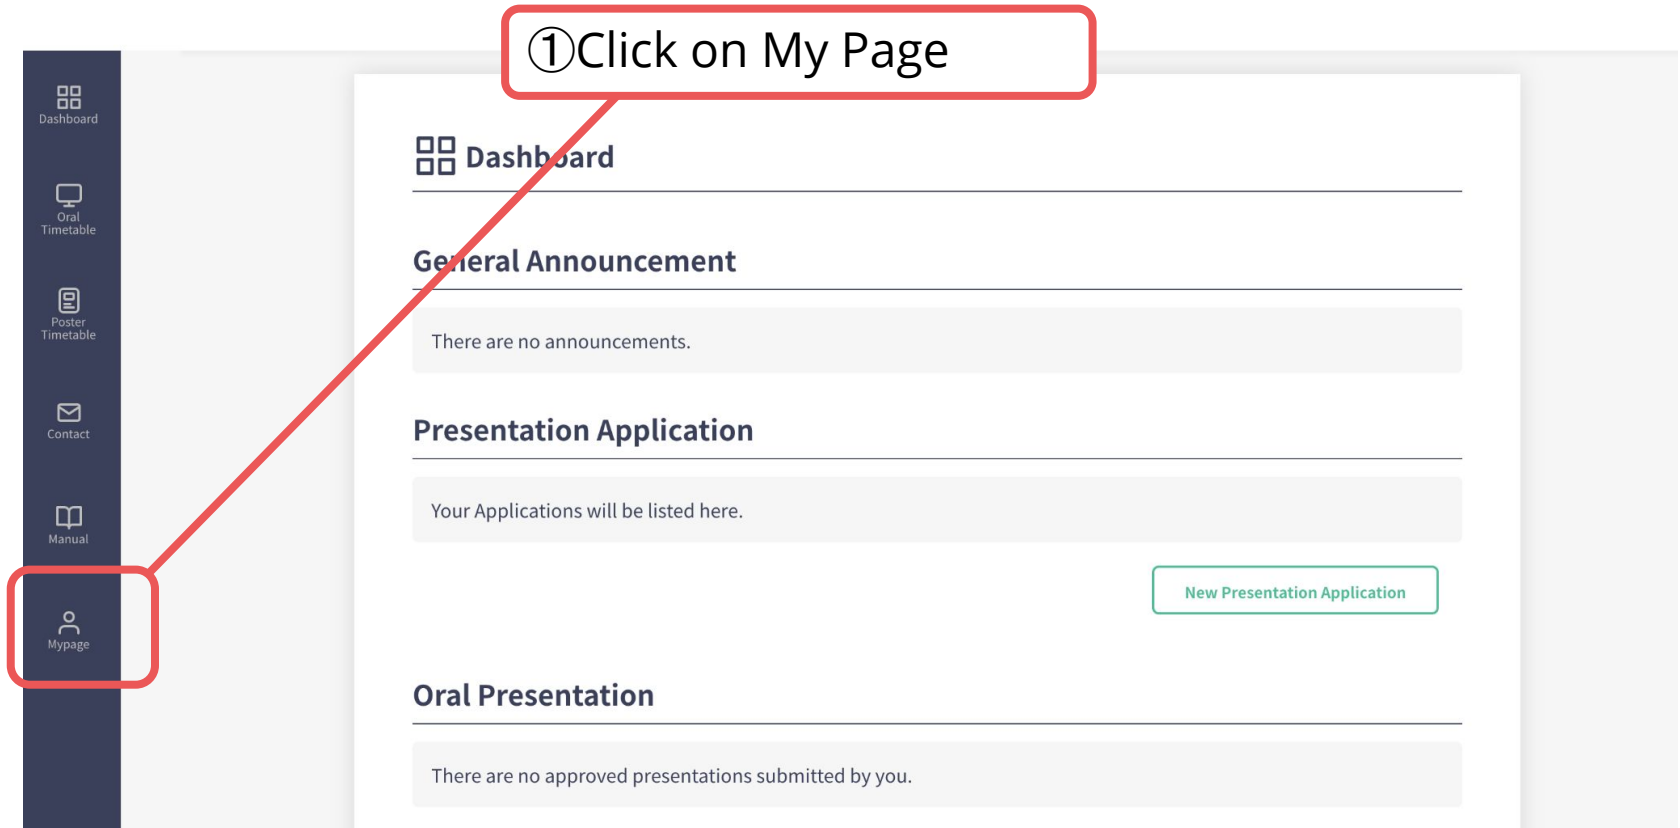 ①Click on My Page
Dashboard
Oral
Timetable
Poster
Timetable
Contact
Manual
Mypage
Dashboard
General Announcement
There are no announcements.
Presentation Application
Your Applications will be listed here.
New Presentation Application
Oral Presentation
There are no approved presentations submitted by you.